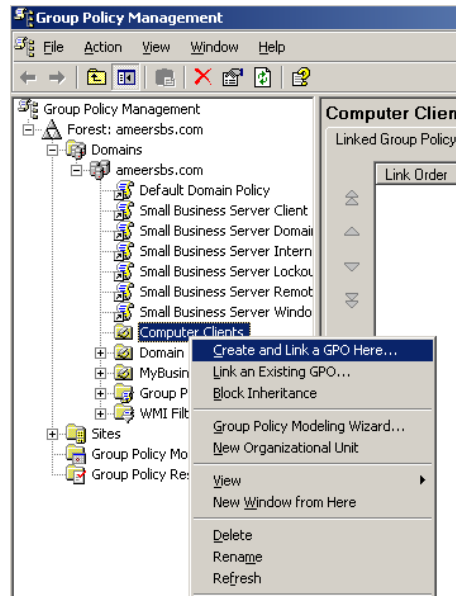 Group Policy Management
File Action View Window Help
Group Policy Management
Forest: ameersbs.com
Domains
ameersbs.com
Default Domain Policy
Small Business Server Client
Small Business Server Domai
Small Business Server Intern
Small Business Server Lockou
Small Business Server Remot
Small Business Server Windo
Computer Clients
Domain
MyBusin
Group P
WMI Filt
Sites
Group Policy Mo
Group Policy Re
Computer Clien
Linked Group Policy
Link Order
Create and Link a GPO Here...
Link an Existing GPO...
Block Inheritance
Group Policy Modeling Wizard...
New Organizational Unit
View
New Window from Here
Delete
Rename
Refresh